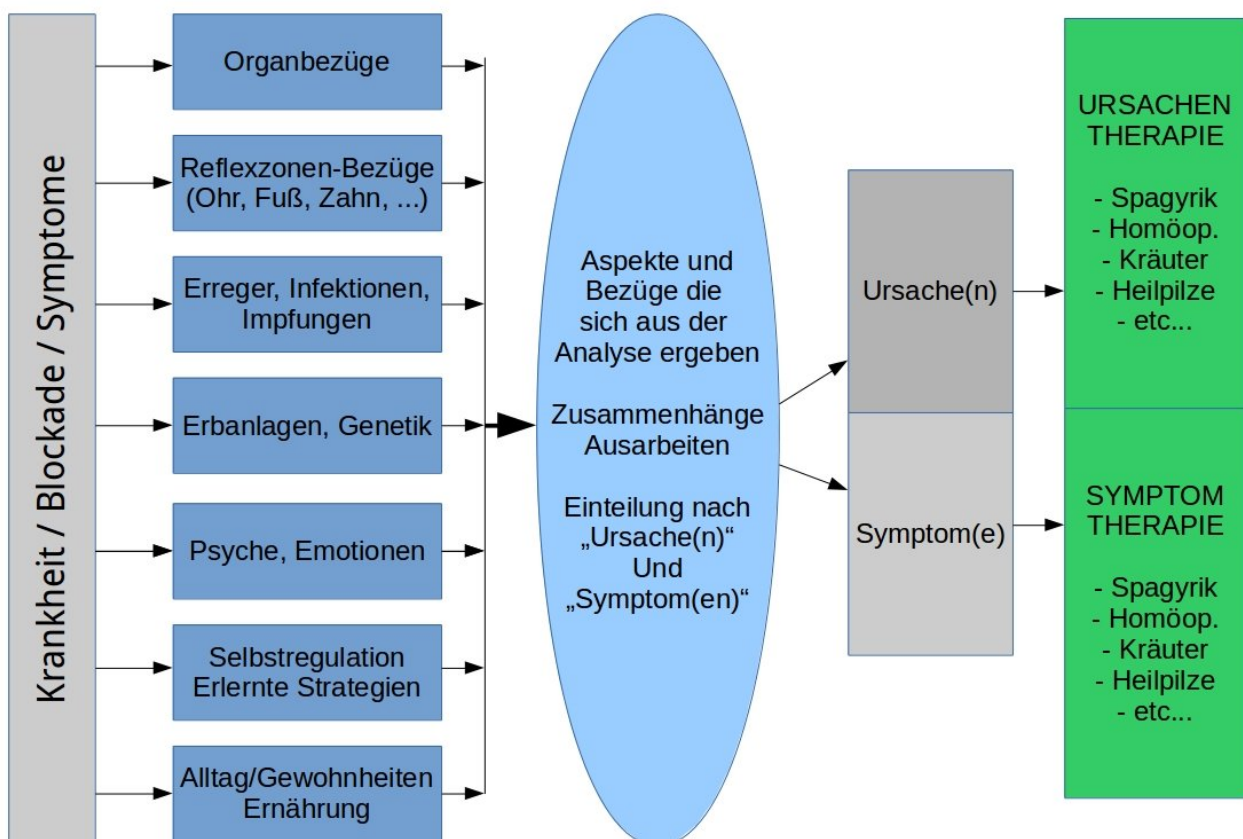 Krankheit / Blockade / Symptome
Organbezüge
Reflexzonen-Bezüge
(Ohr, Fuß, Zahn, ...)
Erreger, Infektionen,
Impfungen
Erbanlagen, Genetik
Psyche, Emotionen
Selbstregulation
Erlernte Strategien
Alltag/Gewohnheiten
Ernährung
Aspekte und
Bezüge die
sich aus der
Analyse ergeben
Zusammenhänge
Ausarbeiten
Einteilung nach
„Ursache(n)“
Und
„Symptom(en)“
Ursache(n)
Symptom(e)
URSACHEN
THERAPIE
- Spagyrik
- Homöop.
- Kräuter
- Heilpilze
- etc...
SYMPTOM
THERAPIE
- Spagyrik
- Homöop.
- Kräuter
- Heilpilze
- etc...